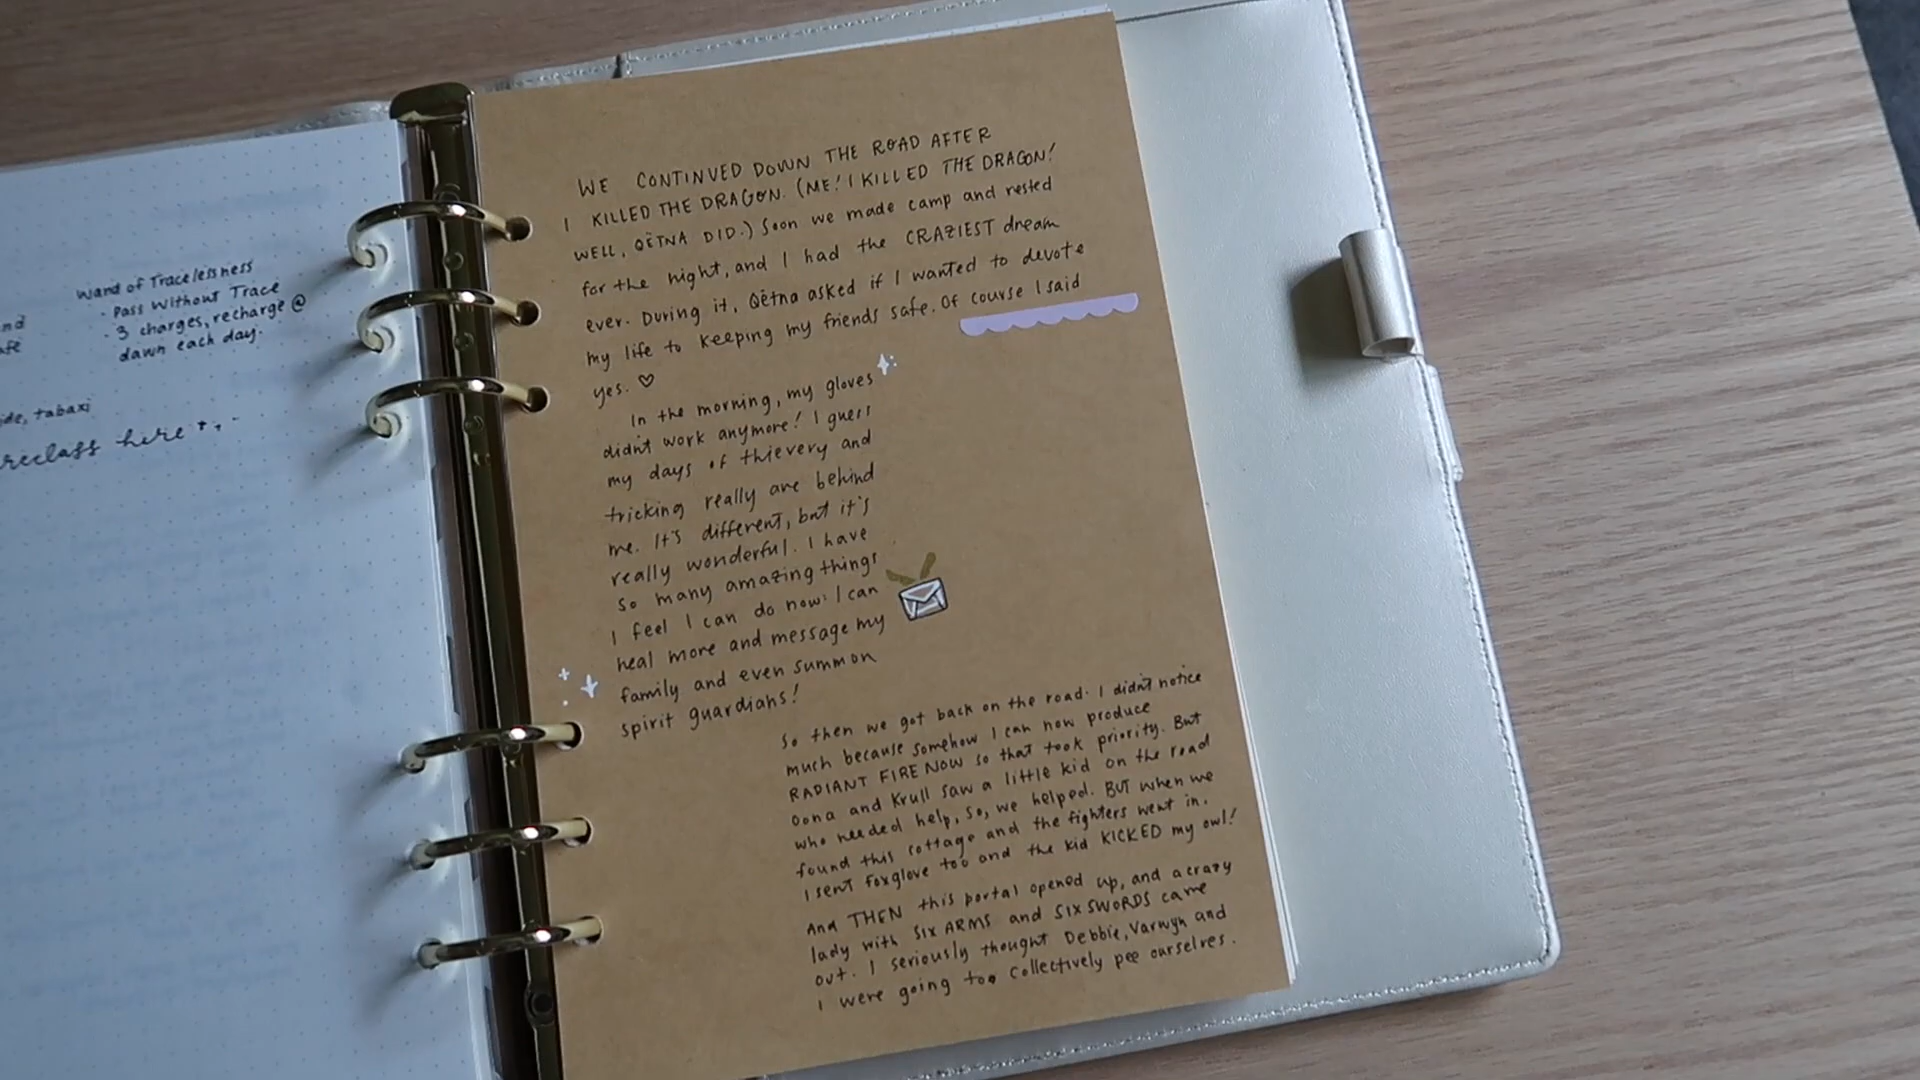 nd
afe
Wand of Tracelessness
· Pass Without Trace
· 3 charges, recharge @
dawn each day.
ide, tabaxi
reclass here
WE CONTINUED DOWN THE ROAD AFTER
I KILLED THE DRAGON. (ME! I KILLED THE DRAGON!
WELL, QËTNA DID.) Soon we made camp and rested
for the night, and I had the CRAZIEST dream
ever. During it, Qëtna asked if I wanted to devote
my life to keeping my friends safe. Of course I said
yes. ♡
In the morning, my gloves
didn't work anymore! I guess
my days of thievery and
tricking really are behind
me. It's different, but it's
really wonderful. I have
so many amazing things
I feel I can do now: I can
heal more and message my
family and even summon
spirit guardians!
So then we got back on the road. I didn't notice
much because somehow I can now produce
RADIANT FIRE NOW so that took priority. But
Oona and Krull saw a little kid on the road
who needed help, so, we helped. BUT when we
found this cottage and the fighters went in,
I sent foxglove too and the kid KICKED my owl!
And THEN this portal opened up, and a crazy
lady with SIX ARMS and SIX SWORDS came
out. I seriously thought Debbie, Varwyn and
I were going to collectively pee ourselves.